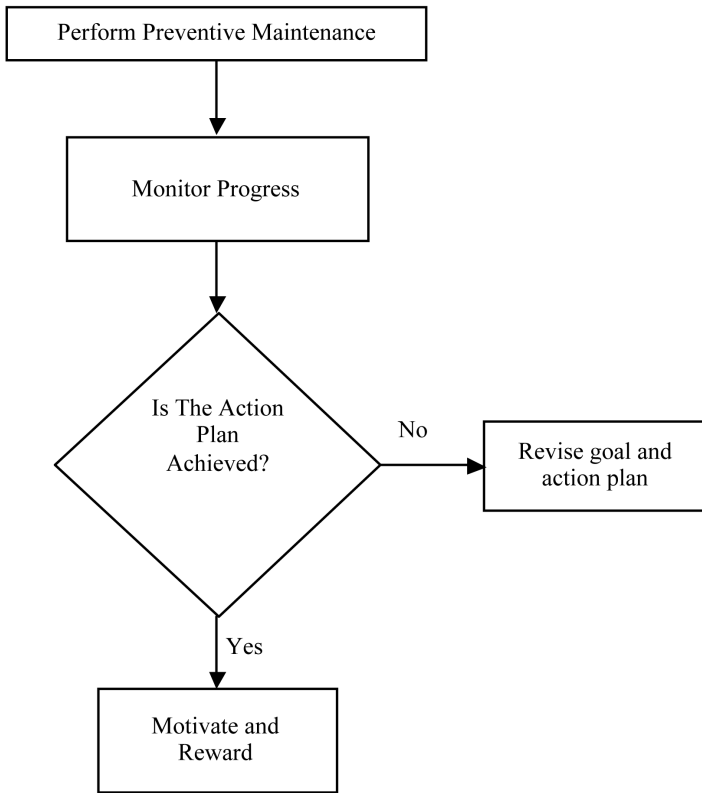 Perform Preventive Maintenance
Monitor Progress
Is The Action
Plan
Achieved?
No
Revise goal and
action plan
Yes
Motivate and
Reward